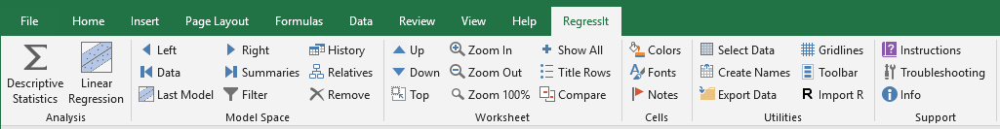 File Home Insert Page Layout Formulas Data Review View Help RegressIt
Left Right History Up Zoom In Show All Colors Select Data Gridlines Instructions
Descriptive Linear Data Summaries Relatives Down Zoom Out Title Rows Fonts Create Names Toolbar Troubleshooting
Statistics Regression Last Model Filter Remove Top Zoom 100% Compare Notes Export Data R Import R Info
Analysis Model Space Worksheet Cells Utilities Support